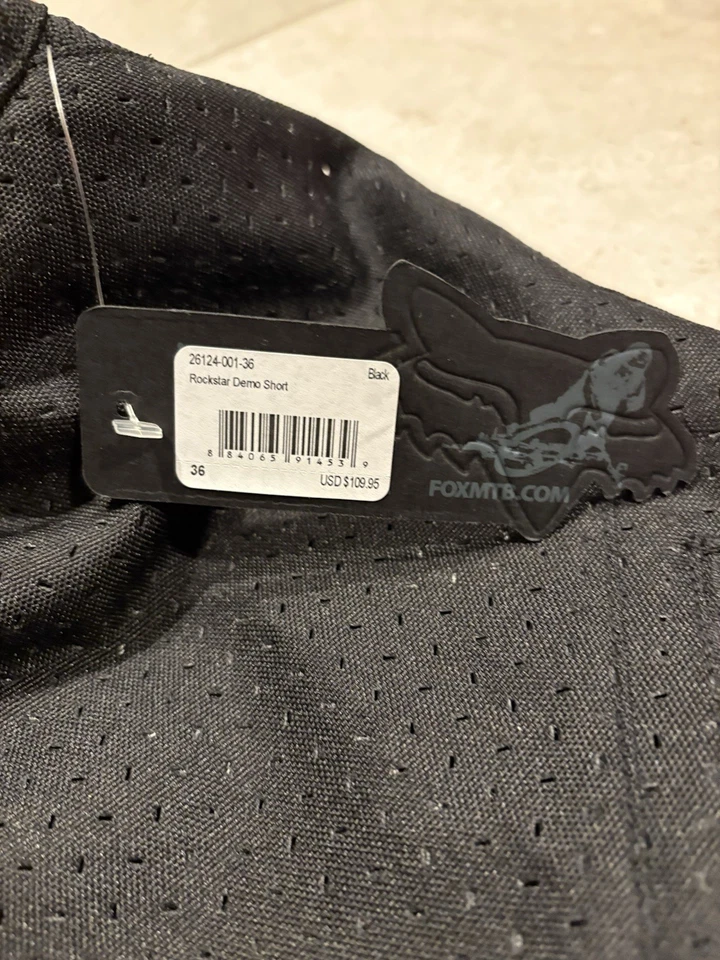 26124-001-36
Black
Rockstar Demo Short
8 84065 91453 9
36
USD $109.95
FOXMTB.COM